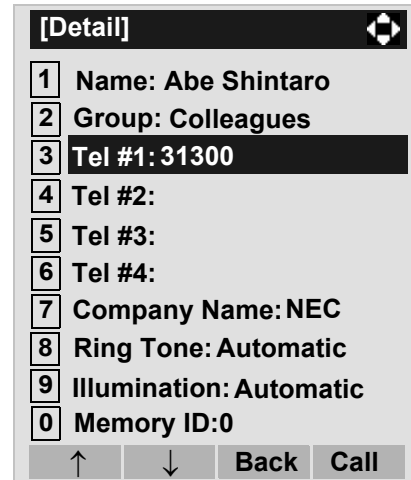 [Detail]
1 Name: Abe Shintaro
2 Group: Colleagues
3 Tel #1: 31300
4 Tel #2:
5 Tel #3:
6 Tel #4:
7 Company Name: NEC
8 Ring Tone: Automatic
9 Illumination: Automatic
0 Memory ID:0
↑ ↓ Back Call